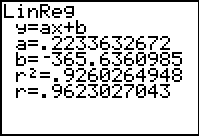 LinReg
y=ax+b
a=.2233632672
b=-365.6360985
r²=.9260264948
r=.9623027043